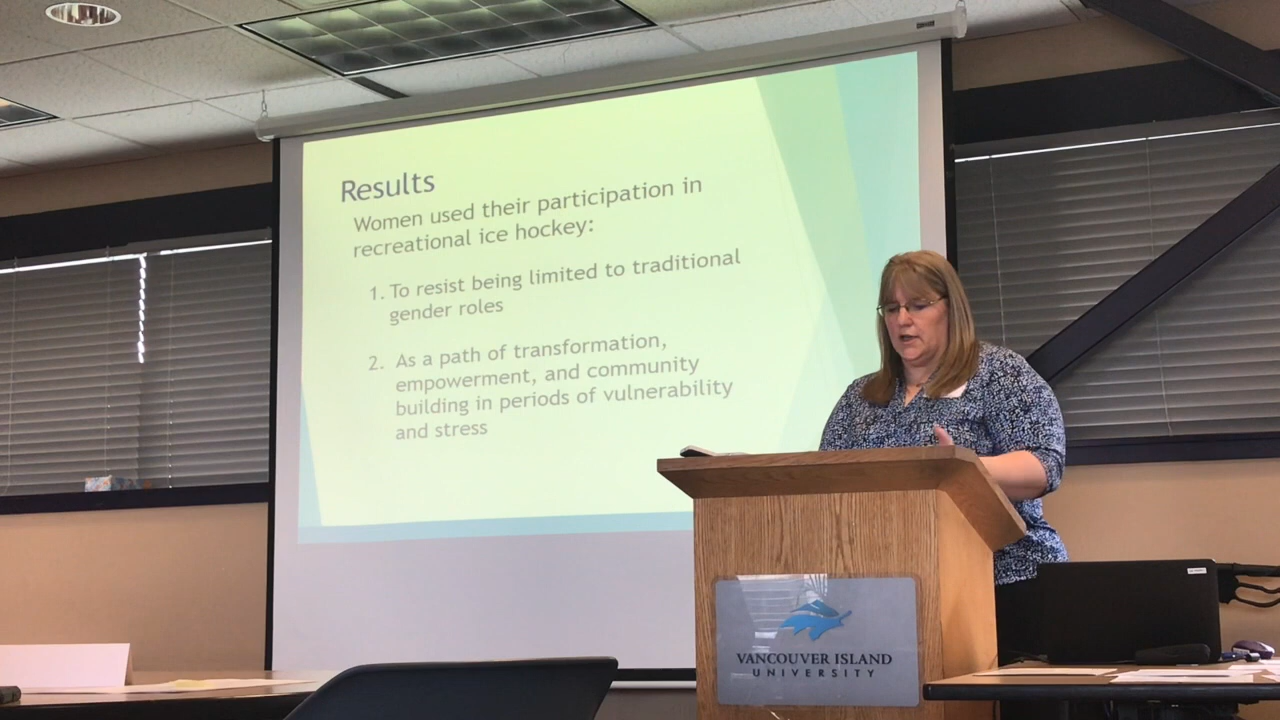 Results
Women used their participation in
recreational ice hockey:
1. To resist being limited to traditional
gender roles
2. As a path of transformation,
empowerment, and community
building in periods of vulnerability
and stress
VANCOUVER ISLAND
UNIVERSITY